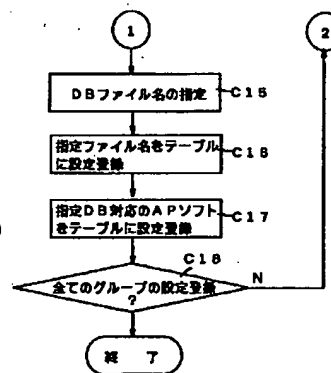 1
2
DBファイル名の指定
C15
指定ファイル名をテーブル
に設定登録
C16
指定DB対応のAPソフト
をテーブルに設定登録
C17
C18
全てのグループの設定登録
?
N
終 了